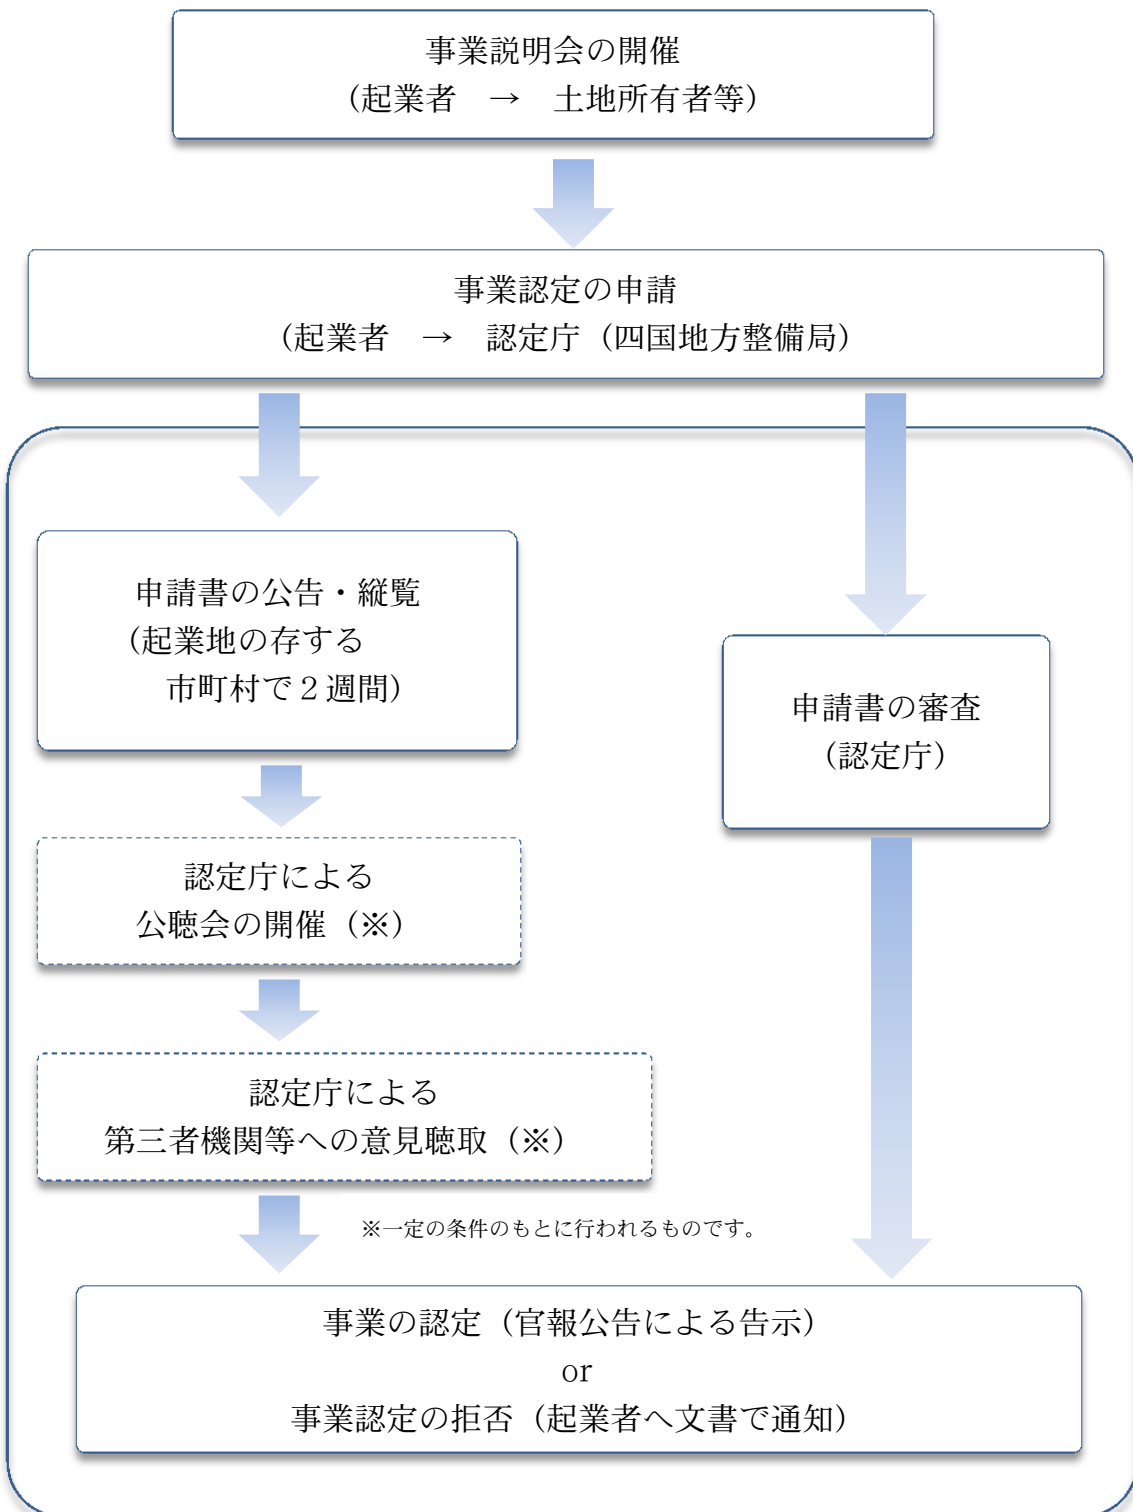 事業説明会の開催
（起業者　→　土地所有者等）
事業認定の申請
（起業者　→　認定庁（四国地方整備局）
申請書の公告・縦覧
（起業地の存する
市町村で２週間）
認定庁による
公聴会の開催（※）
認定庁による
第三者機関等への意見聴取（※）
※一定の条件のもとに行われるものです。
申請書の審査
（認定庁）
事業の認定（官報公告による告示）
or
事業認定の拒否（起業者へ文書で通知）